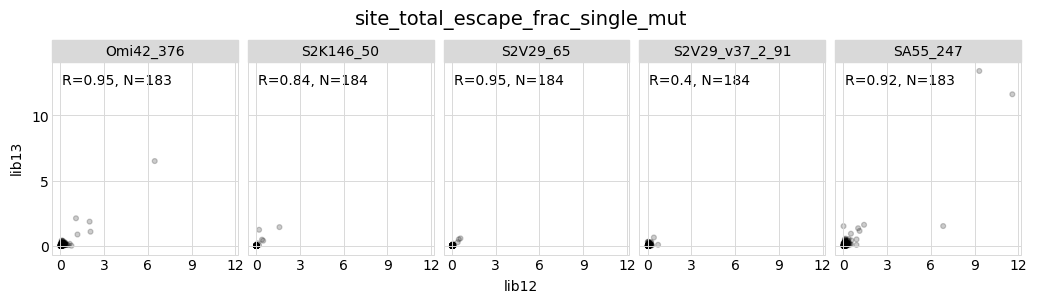 site_total_escape_frac_single_mut
Omi42_376
S2K146_50
S2V29_65
S2V29_v37_2_91
SA55_247
R=0.95, N=183
R=0.84, N=184
R=0.95, N=184
R=0.4, N=184
R=0.92, N=183
10
5
0
lib13
0 3 6 9 12
0 3 6 9 12
0 3 6 9 12
0 3 6 9 12
0 3 6 9 12
lib12